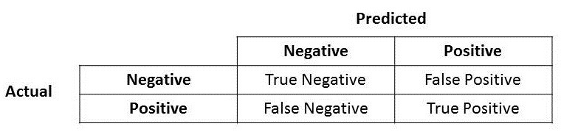 Predicted
Negative Positive
Actual
Negative True Negative False Positive
Positive False Negative True Positive